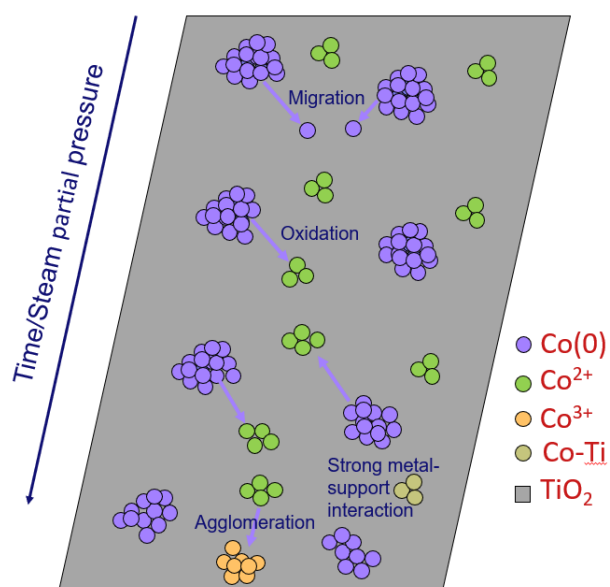 Time/Steam partial pressure
Migration
Oxidation
Strong metal-
support
interaction
Agglomeration
Co(0)
Co²⁺
Co³⁺
Co-Ti
TiO₂